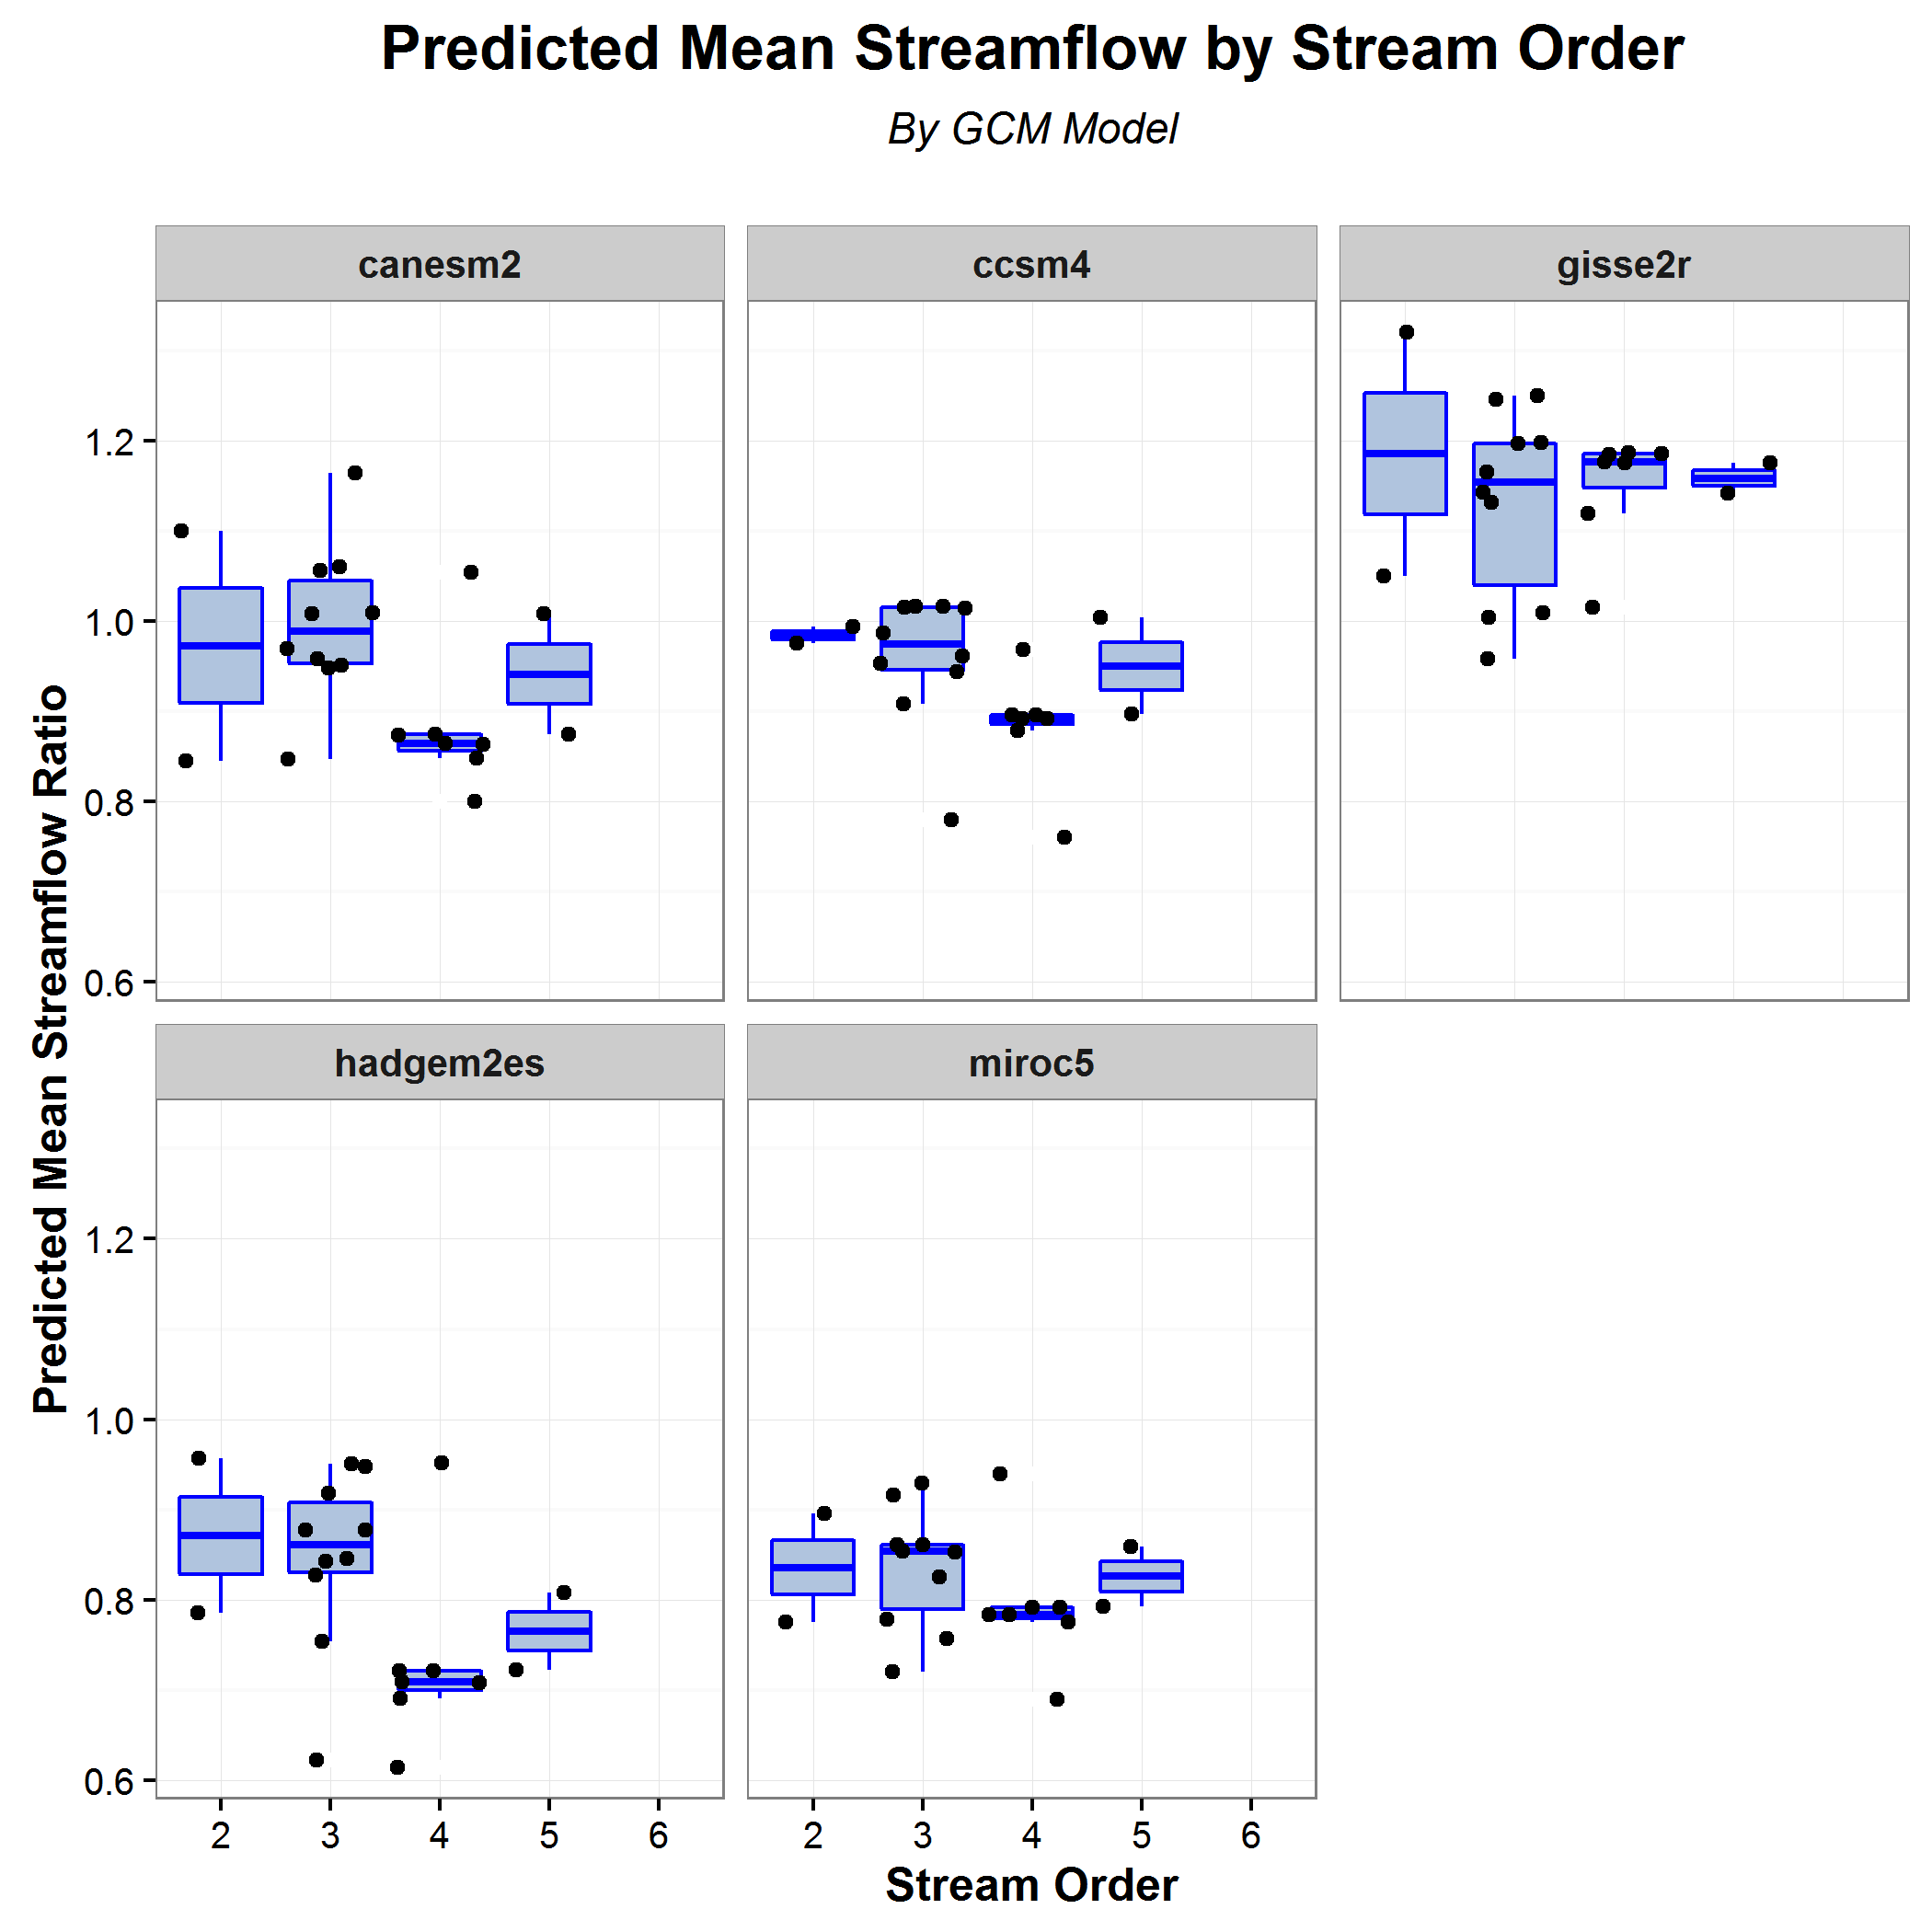 Predicted Mean Streamflow by Stream Order
By GCM Model
canesm2
ccsm4
gisse2r
1.2
1.0
0.8
0.6
Predicted Mean Streamflow Ratio
hadgem2es
miroc5
1.2
1.0
0.8
0.6
2 3 4 5 6
2 3 4 5 6
Stream Order